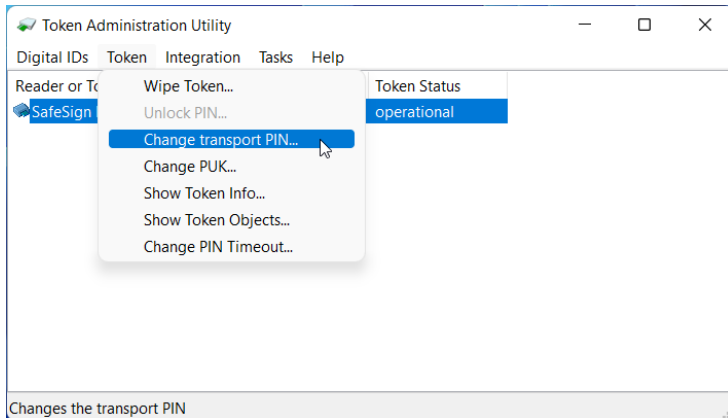 Token Administration Utility
Digital IDs Token Integration Tasks Help
Reader or Token Status
SafeSign operational
Wipe Token...
Unlock PIN...
Change transport PIN...
Change PUK...
Show Token Info...
Show Token Objects...
Change PIN Timeout...
Changes the transport PIN